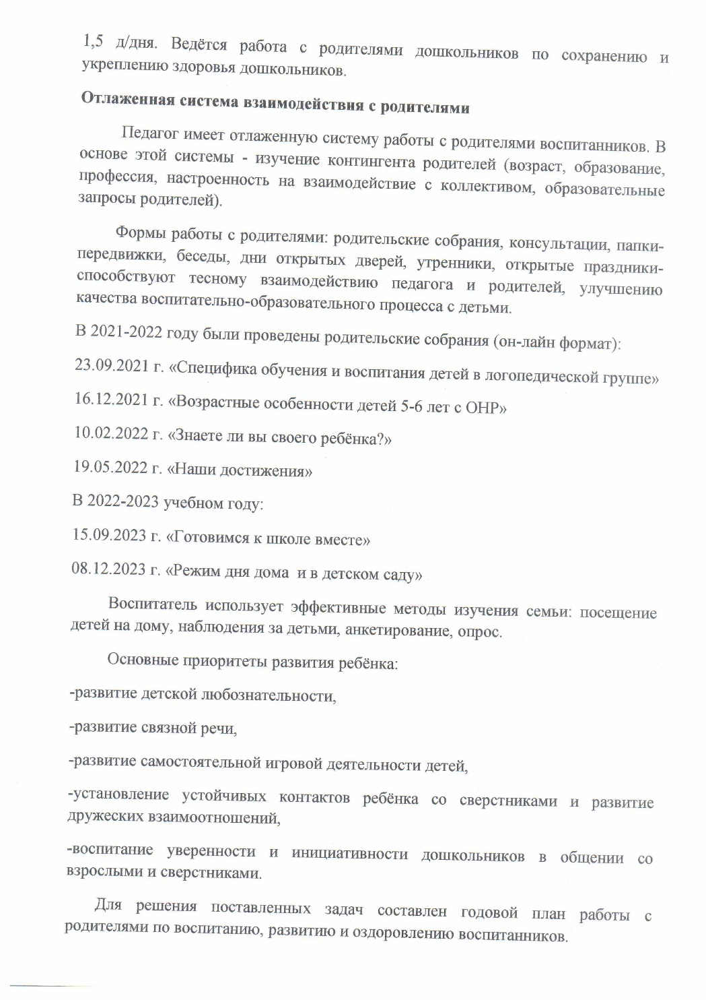 1,5 д/дня. Ведётся работа с родителями дошкольников по сохранению и
укреплению здоровья дошкольников.
Отлаженная система взаимодействия с родителями
Педагог имеет отлаженную систему работы с родителями воспитанников. В
основе этой системы - изучение контингента родителей (возраст, образование,
профессия, настроенность на взаимодействие с коллективом, образовательные
запросы родителей).
Формы работы с родителями: родительские собрания, консультации, папки-
передвижки, беседы, дни открытых дверей, утренники, открытые праздники-
способствуют тесному взаимодействию педагога и родителей, улучшению
качества воспитательно-образовательного процесса с детьми.
В 2021-2022 году были проведены родительские собрания (он-лайн формат):
23.09.2021 г. «Специфика обучения и воспитания детей в логопедической группе»
16.12.2021 г. «Возрастные особенности детей 5-6 лет с ОНР»
10.02.2022 г. «Знаете ли вы своего ребёнка?»
19.05.2022 г. «Наши достижения»
В 2022-2023 учебном году:
15.09.2023 г. «Готовимся к школе вместе»
08.12.2023 г. «Режим дня дома  и в детском саду»
Воспитатель использует эффективные методы изучения семьи: посещение
детей на дому, наблюдения за детьми, анкетирование, опрос.
Основные приоритеты развития ребёнка:
-развитие детской любознательности,
-развитие связной речи,
-развитие самостоятельной игровой деятельности детей,
-установление устойчивых контактов ребёнка со сверстниками и развитие
дружеских взаимоотношений,
-воспитание уверенности и инициативности дошкольников в общении со
взрослыми и сверстниками.
Для решения поставленных задач составлен годовой план работы с
родителями по воспитанию, развитию и оздоровлению воспитанников.